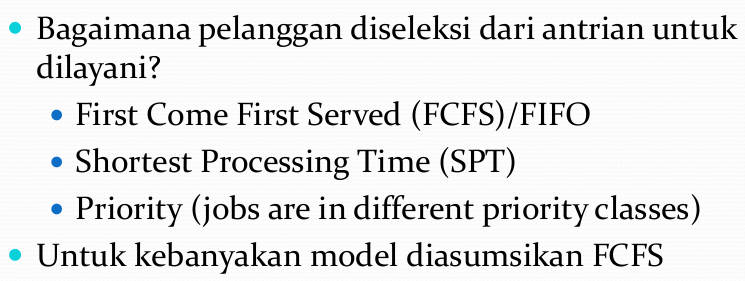 Bagaimana pelanggan diseleksi dari antrian untuk
dilayani?
First Come First Served (FCFS)/FIFO
Shortest Processing Time (SPT)
Priority (jobs are in different priority classes)
Untuk kebanyakan model diasumsikan FCFS